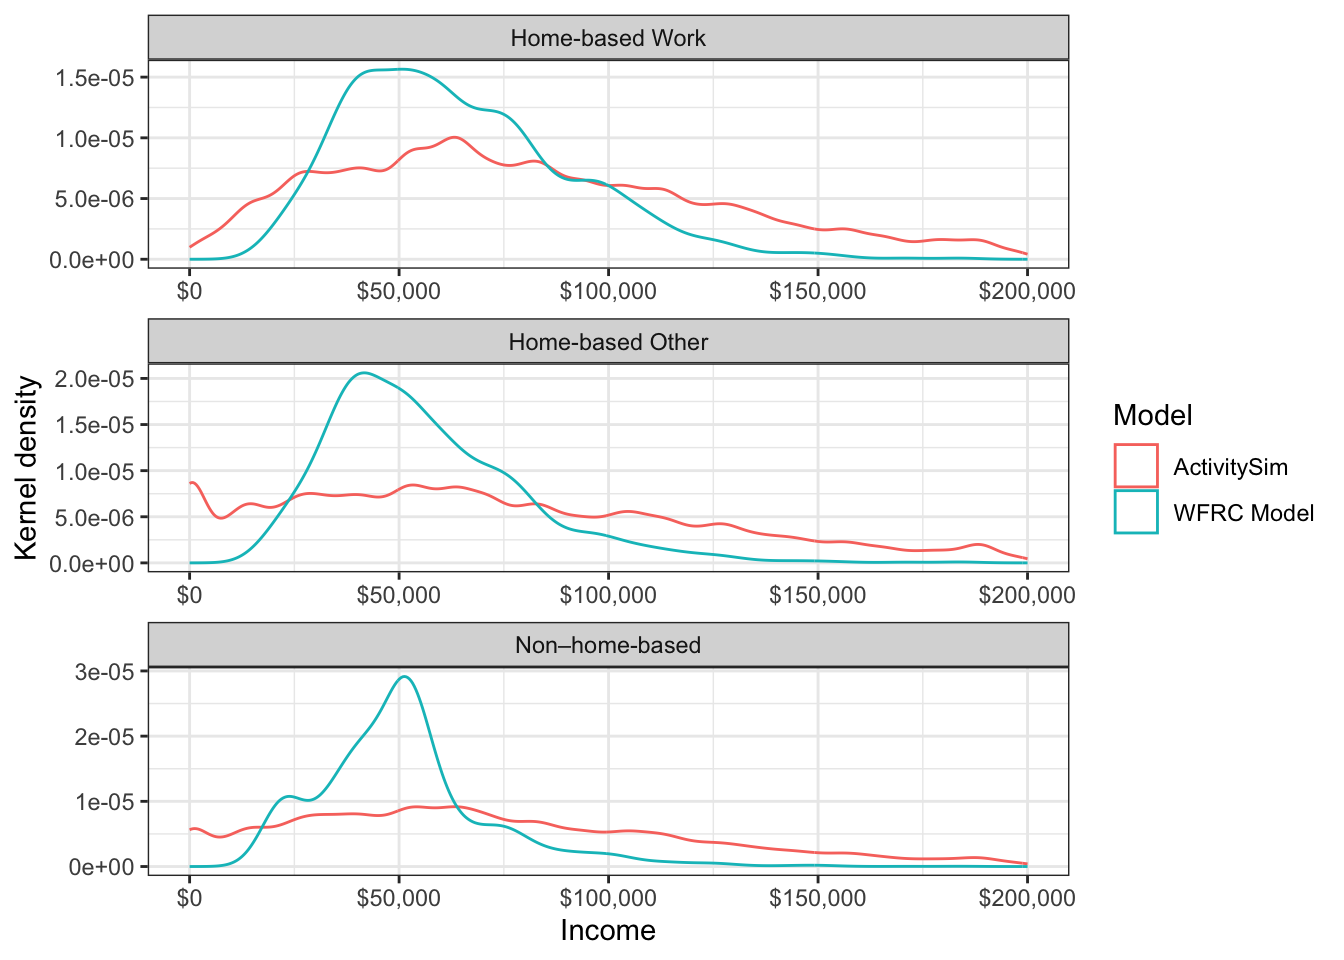 Home-based Work
1.5e-05
1.0e-05
5.0e-06
0.0e+00
$0 $50,000 $100,000 $150,000 $200,000
Home-based Other
2.0e-05
1.5e-05
1.0e-05
5.0e-06
0.0e+00
$0 $50,000 $100,000 $150,000 $200,000
Non–home-based
3e-05
2e-05
1e-05
0e+00
$0 $50,000 $100,000 $150,000 $200,000
Income
Kernel density
Model
ActivitySim
WFRC Model